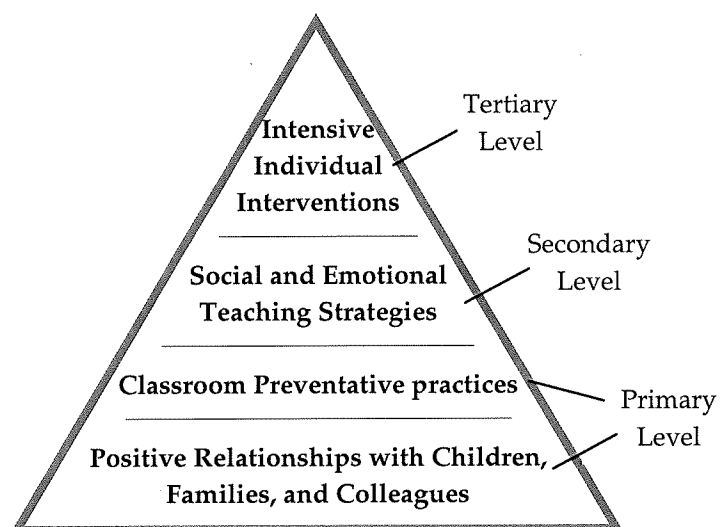 Intensive
Individual
Interventions
Tertiary
Level
Social and Emotional
Teaching Strategies
Secondary
Level
Classroom Preventative practices
Primary
Level
Positive Relationships with Children,
Families, and Colleagues